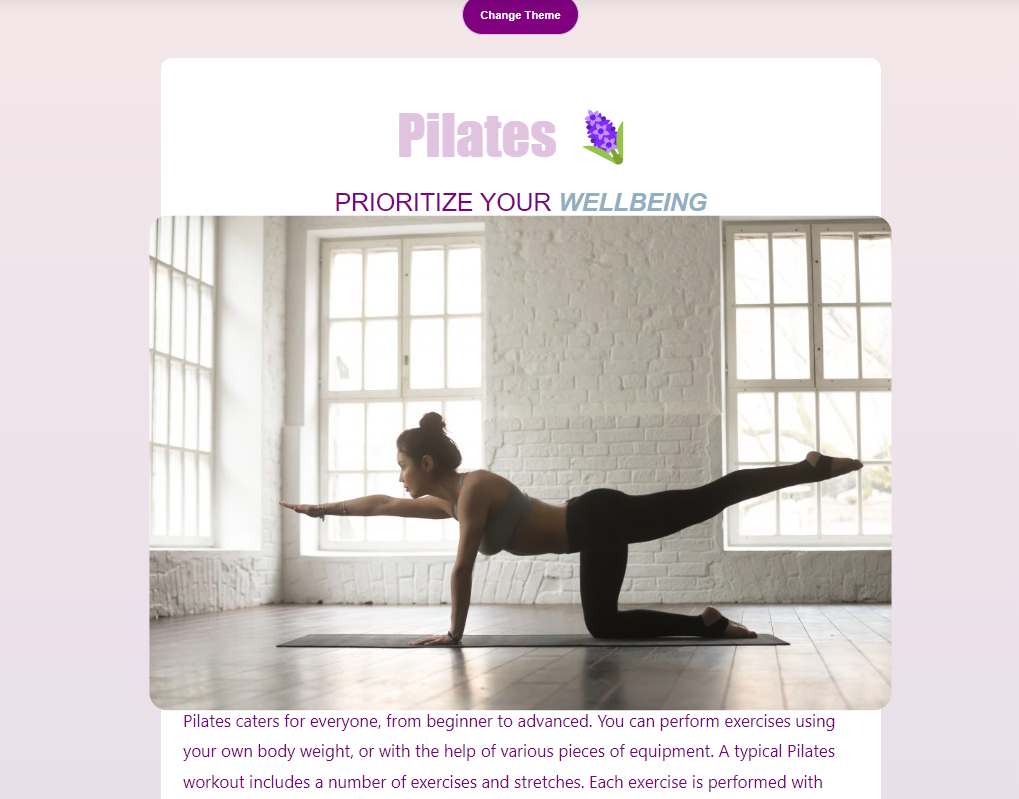 Change Theme
Pilates
PRIORITIZE YOUR WELLBEING
Pilates caters for everyone, from beginner to advanced. You can perform exercises using
your own body weight, or with the help of various pieces of equipment. A typical Pilates
workout includes a number of exercises and stretches. Each exercise is performed with